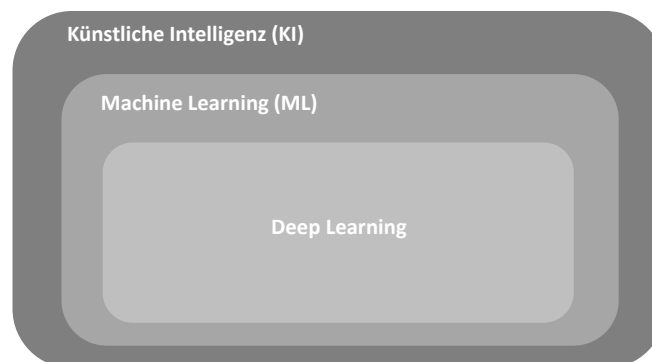 Künstliche Intelligenz (KI)
Machine Learning (ML)
Deep Learning